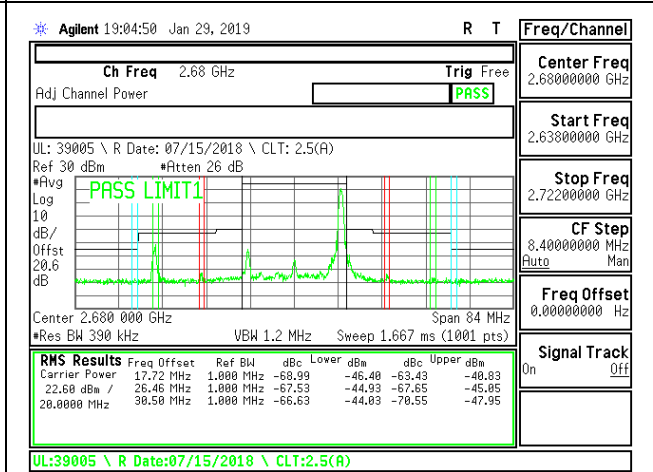 Agilent 19:04:50 Jan 29, 2019 R T
Ch Freq 2.68 GHz Trig Free
Adj Channel Power PASS
UL: 39005 \ R Date: 07/15/2018 \ CLT: 2.5(A)
Ref 30 dBm #Atten 26 dB
#Avg
Log
10
dB/
Offst
20.6
dB
PASS LIMIT1
Center 2.680 000 GHz Span 84 MHz
#Res BW 390 kHz VBW 1.2 MHz Sweep 1.667 ms (1001 pts)
RMS Results Freq Offset Ref BW dBc Lower dBm dBc Upper dBm
Carrier Power 17.72 MHz 1.000 MHz -68.99 -46.40 -63.43 -40.83
22.60 dBm / 26.46 MHz 1.000 MHz -67.53 -44.93 -67.65 -45.05
20.0000 MHz 30.50 MHz 1.000 MHz -66.63 -44.03 -70.55 -47.95
UL:39005 \ R Date:07/15/2018 \ CLT:2.5(A)
Freq/Channel
Center Freq
2.68000000 GHz
Start Freq
2.63800000 GHz
Stop Freq
2.72200000 GHz
CF Step
8.40000000 MHz
Auto Man
Freq Offset
0.00000000 Hz
Signal Track
On Off